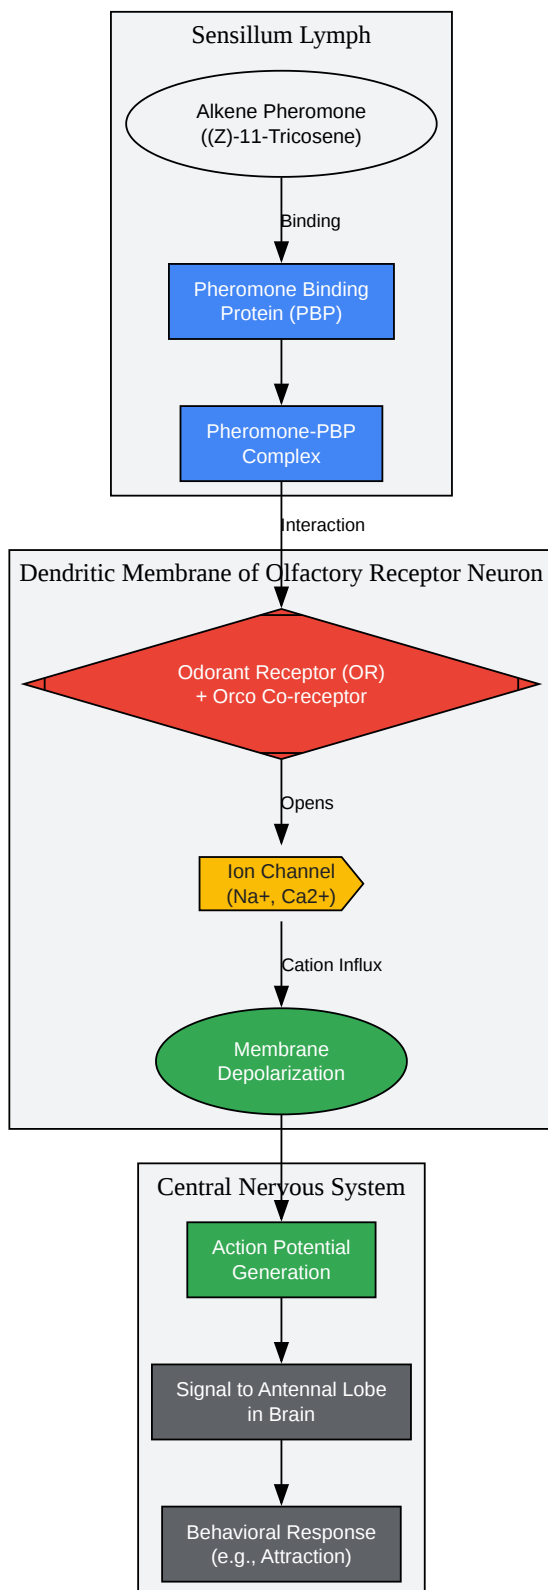 Sensillum Lymph
Alkene Pheromone
((Z)-11-Tricosene)
Binding
Pheromone Binding
Protein (PBP)
Pheromone-PBP
Complex
Interaction
Dendritic Membrane of Olfactory Receptor Neuron
Odorant Receptor (OR)
+ Orco Co-receptor
Opens
Ion Channel
(Na+, Ca2+)
Cation Influx
Membrane
Depolarization
Central Nervous System
Action Potential
Generation
Signal to Antennal Lobe
in Brain
Behavioral Response
(e.g., Attraction)